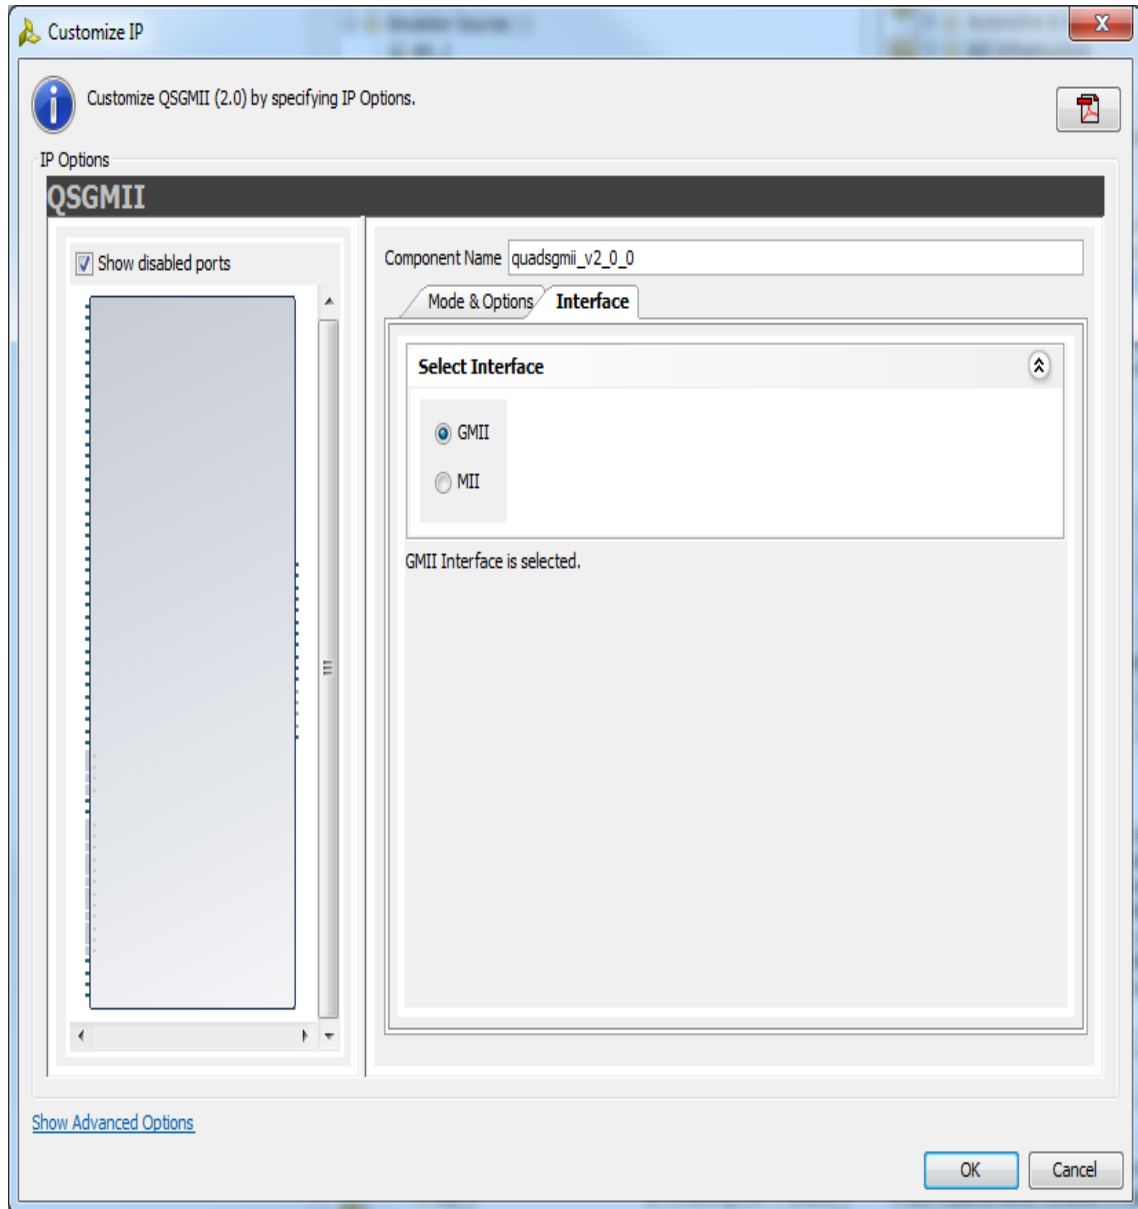 Customize IP
X
Customize QSGMII (2.0) by specifying IP Options.
IP Options
QSGMII
Show disabled ports
Component Name quadsgmii_v2_0_0
Mode & Options Interface
Select Interface
GMII
MII
GMII Interface is selected.
Show Advanced Options
OK Cancel